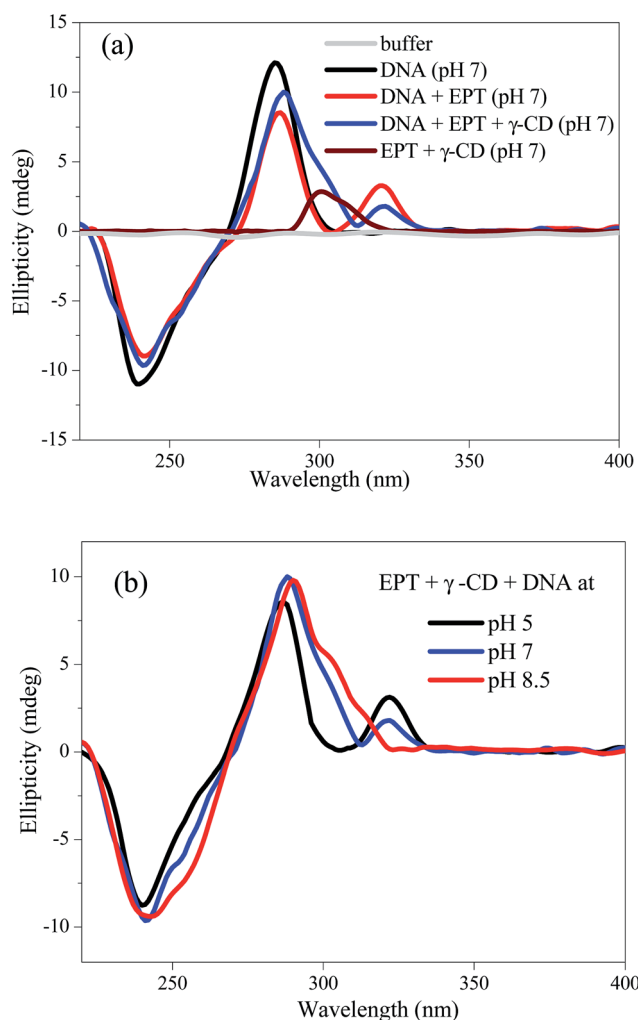 (a)
buffer
DNA (pH 7)
DNA + EPT (pH 7)
DNA + EPT + γ-CD (pH 7)
EPT + γ-CD (pH 7)
Ellipticity (mdeg)
15
10
5
0
-5
-10
-15
250
300
350
400
Wavelength (nm)
(b)
EPT + γ -CD + DNA at
pH 5
pH 7
pH 8.5
Ellipticity (mdeg)
10
5
0
-5
-10
250
300
350
400
Wavelength (nm)